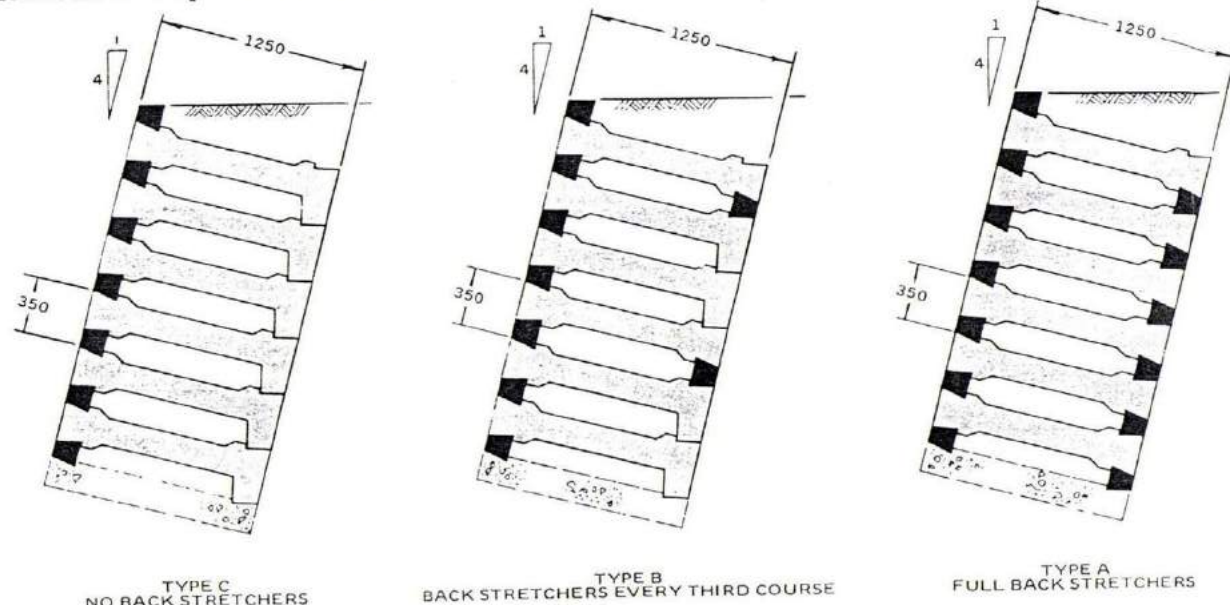 1250
1250
1250
1
4
1
4
1
4
350
350
350
TYPE C
NO BACK STRETCHERS
TYPE B
BACK STRETCHERS EVERY THIRD COURSE
TYPE A
FULL BACK STRETCHERS